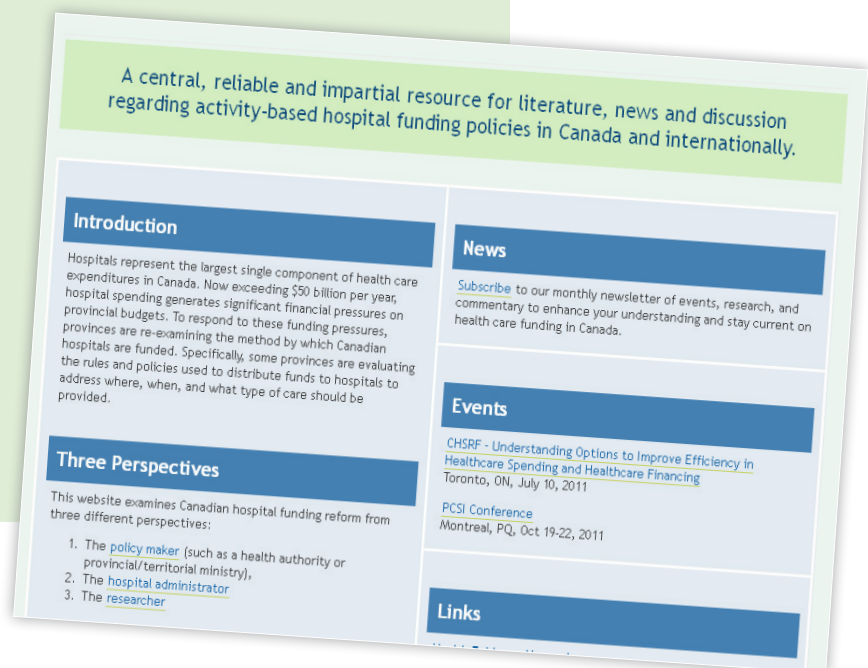 A central, reliable and impartial resource for literature, news and discussion
regarding activity-based hospital funding policies in Canada and internationally.
Introduction
Hospitals represent the largest single component of health care
expenditures in Canada. Now exceeding $50 billion per year,
hospital spending generates significant financial pressures on
provincial budgets. To respond to these funding pressures,
provinces are re-examining the method by which Canadian
hospitals are funded. Specifically, some provinces are evaluating
the rules and policies used to distribute funds to hospitals to
address where, when, and what type of care should be
provided.
Three Perspectives
This website examines Canadian hospital funding reform from
three different perspectives:
1. The policy maker (such as a health authority or
provincial/territorial ministry),
2. The hospital administrator
3. The researcher
News
Subscribe to our monthly newsletter of events, research, and
commentary to enhance your understanding and stay current on
health care funding in Canada.
Events
CHSRF - Understanding Options to Improve Efficiency in
Healthcare Spending and Healthcare Financing
Toronto, ON, July 10, 2011
PCSI Conference
Montreal, PQ, Oct 19-22, 2011
Links